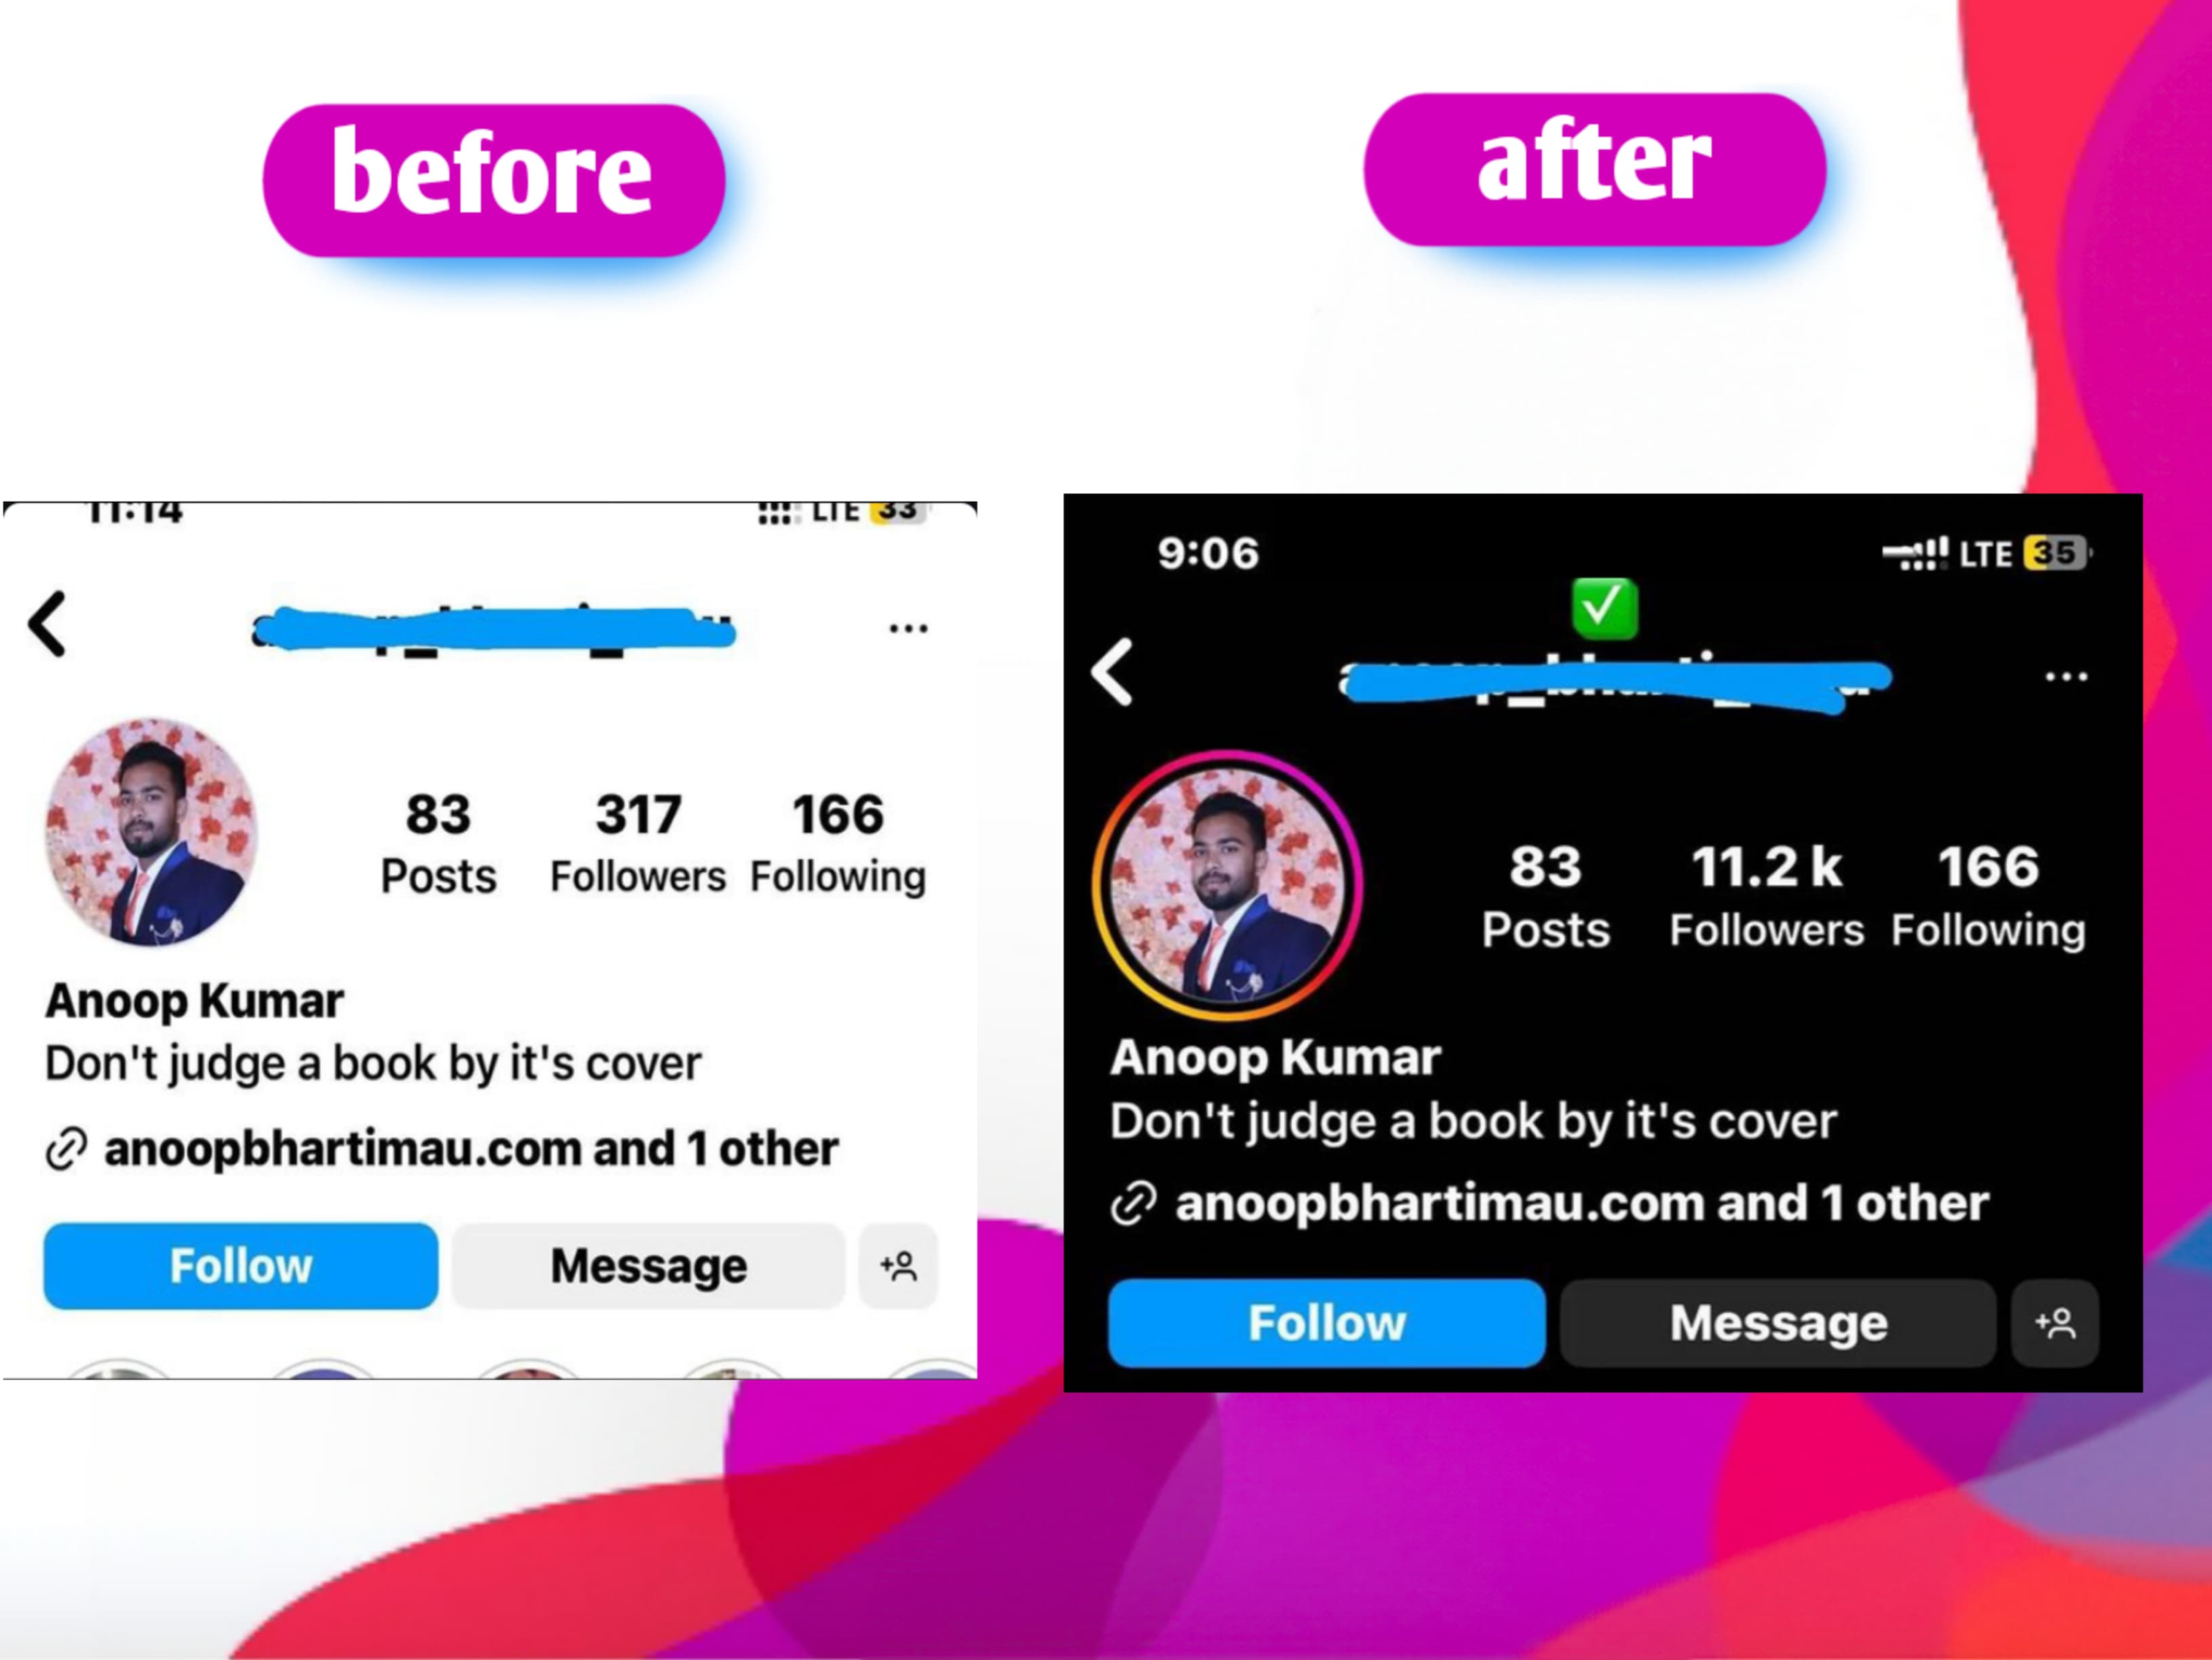 before
after
11:14
LTE 33
83
317
166
Posts
Followers
Following
Anoop Kumar
Don't judge a book by it's cover
anoopbhartimau.com and 1 other
Follow
Message
9:06
LTE 35
83
11.2 k
166
Posts
Followers
Following
Anoop Kumar
Don't judge a book by it's cover
anoopbhartimau.com and 1 other
Follow
Message